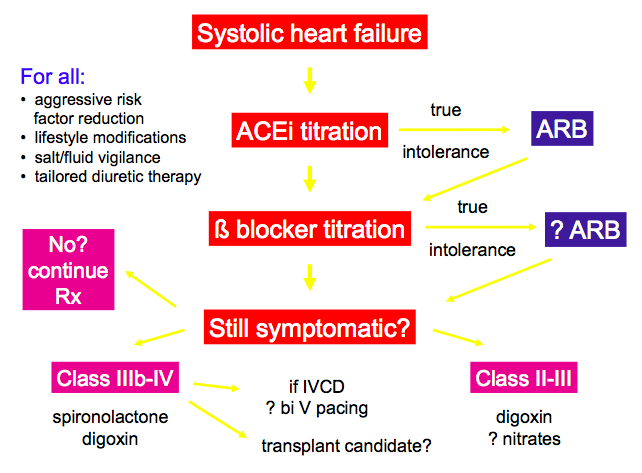 Systolic heart failure
For all:
• aggressive risk
factor reduction
• lifestyle modifications
• salt/fluid vigilance
• tailored diuretic therapy
ACEi titration
true
intolerance
ARB
ß blocker titration
true
intolerance
? ARB
No?
continue
Rx
Still symptomatic?
Class IIIb-IV
spironolactone
digoxin
if IVCD
? bi V pacing
transplant candidate?
Class II-III
digoxin
? nitrates